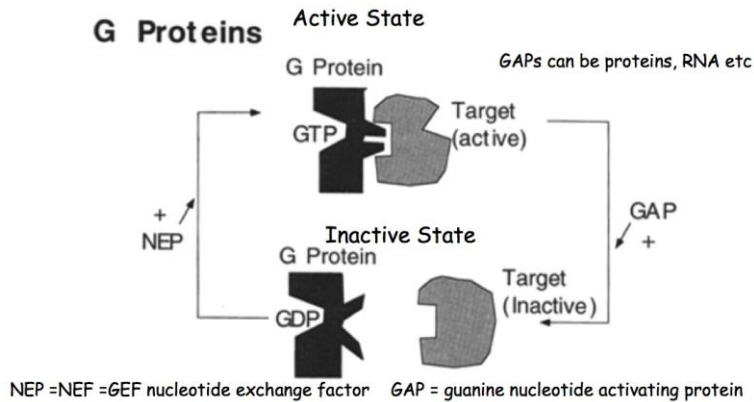 G Proteins
Active State
G Protein
GAPs can be proteins, RNA etc
GTP
Target
(active)
+
NEP
GAP
+
Inactive State
G Protein
GDP
Target
(Inactive)
NEP =NEF =GEF nucleotide exchange factor
GAP = guanine nucleotide activating protein